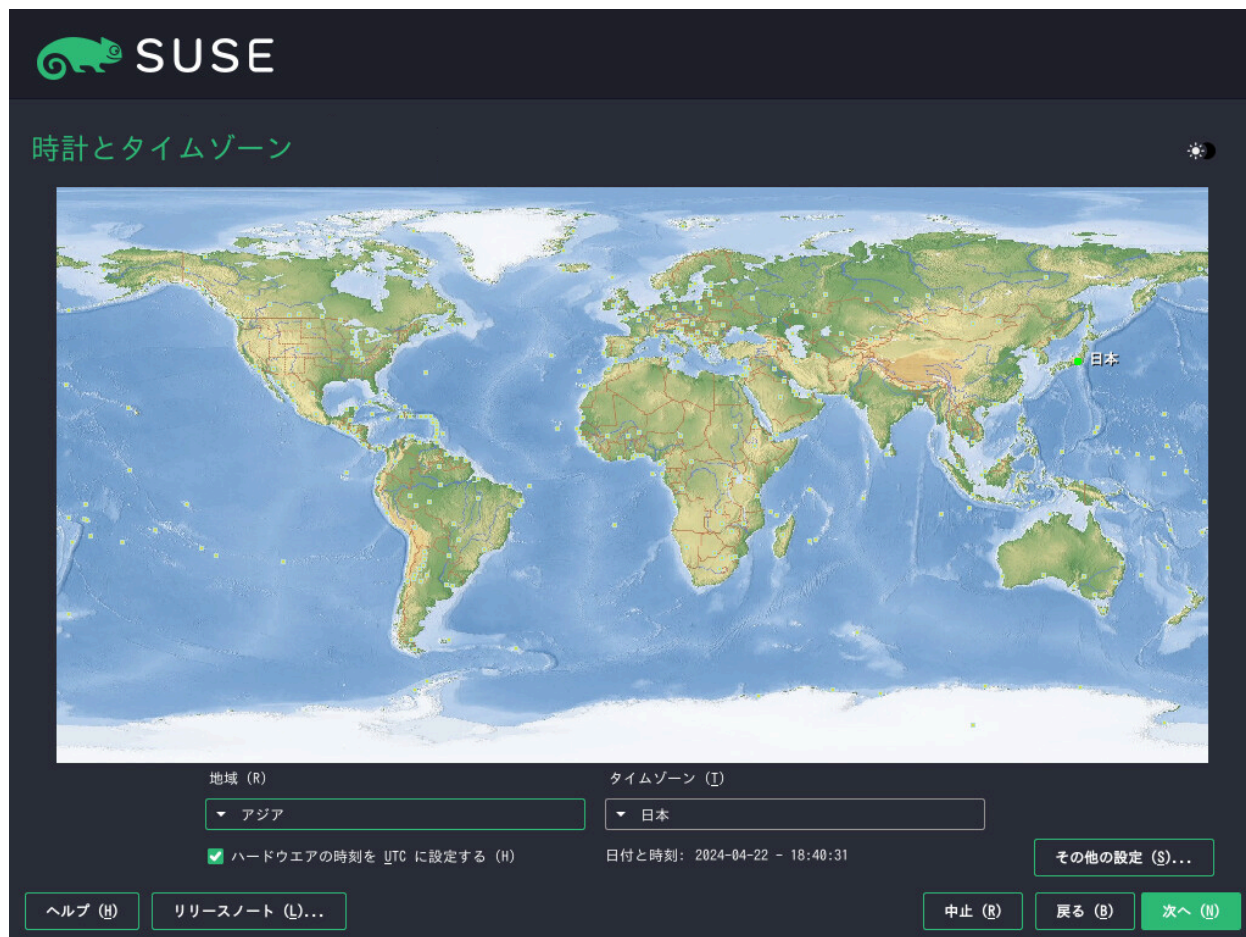 SUSE
時計とタイムゾーン
日本
地域 (R)
タイムゾーン (T)
アジア
日本
ハードウエアの時刻を UTC に設定する (H)
日付と時刻: 2024-04-22 - 18:40:31
その他の設定 (S)...
ヘルプ (H)
リリースノート (L)...
中止 (R)
戻る (B)
次へ (N)